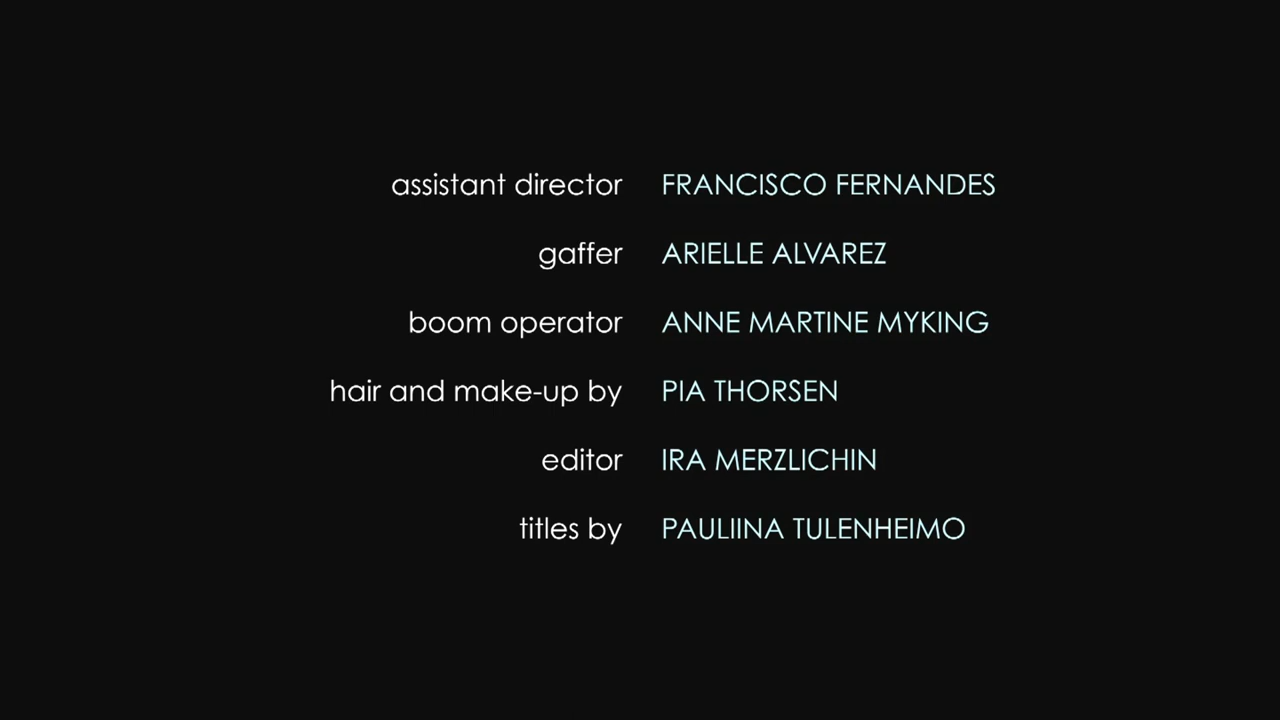 assistant director FRANCISCO FERNANDES
gaffer ARIELLE ALVAREZ
boom operator ANNE MARTINE MYKING
hair and make-up by PIA THORSEN
editor IRA MERZLICHIN
titles by PAULIINA TULENHEIMO